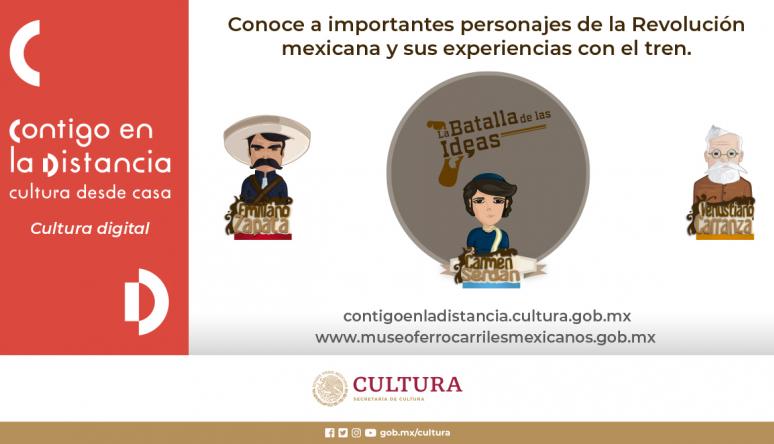 Conoce a importantes personajes de la Revolución
mexicana y sus experiencias con el tren.
Contigo en
la Distancia
cultura desde casa
Cultura digital
La Batalla de las
Ideas
Emiliano
Zapata
Carmen
Serdán
Venustiano
Carranza
contigoenladistancia.cultura.gob.mx
www.museoferrocarrilesmexicanos.gob.mx
CULTURA
SECRETARÍA DE CULTURA
gob.mx/cultura